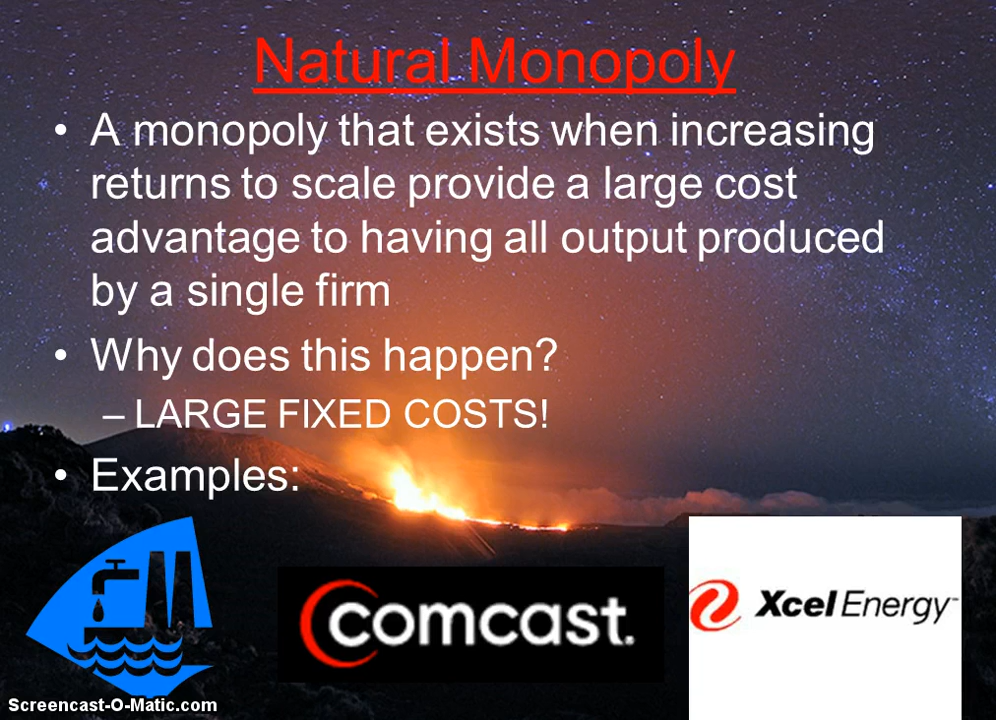 Natural Monopoly
• A monopoly that exists when increasing
returns to scale provide a large cost
advantage to having all output produced
by a single firm
• Why does this happen?
– LARGE FIXED COSTS!
• Examples:
comcast.
Xcel Energy™
Screencast-O-Matic.com